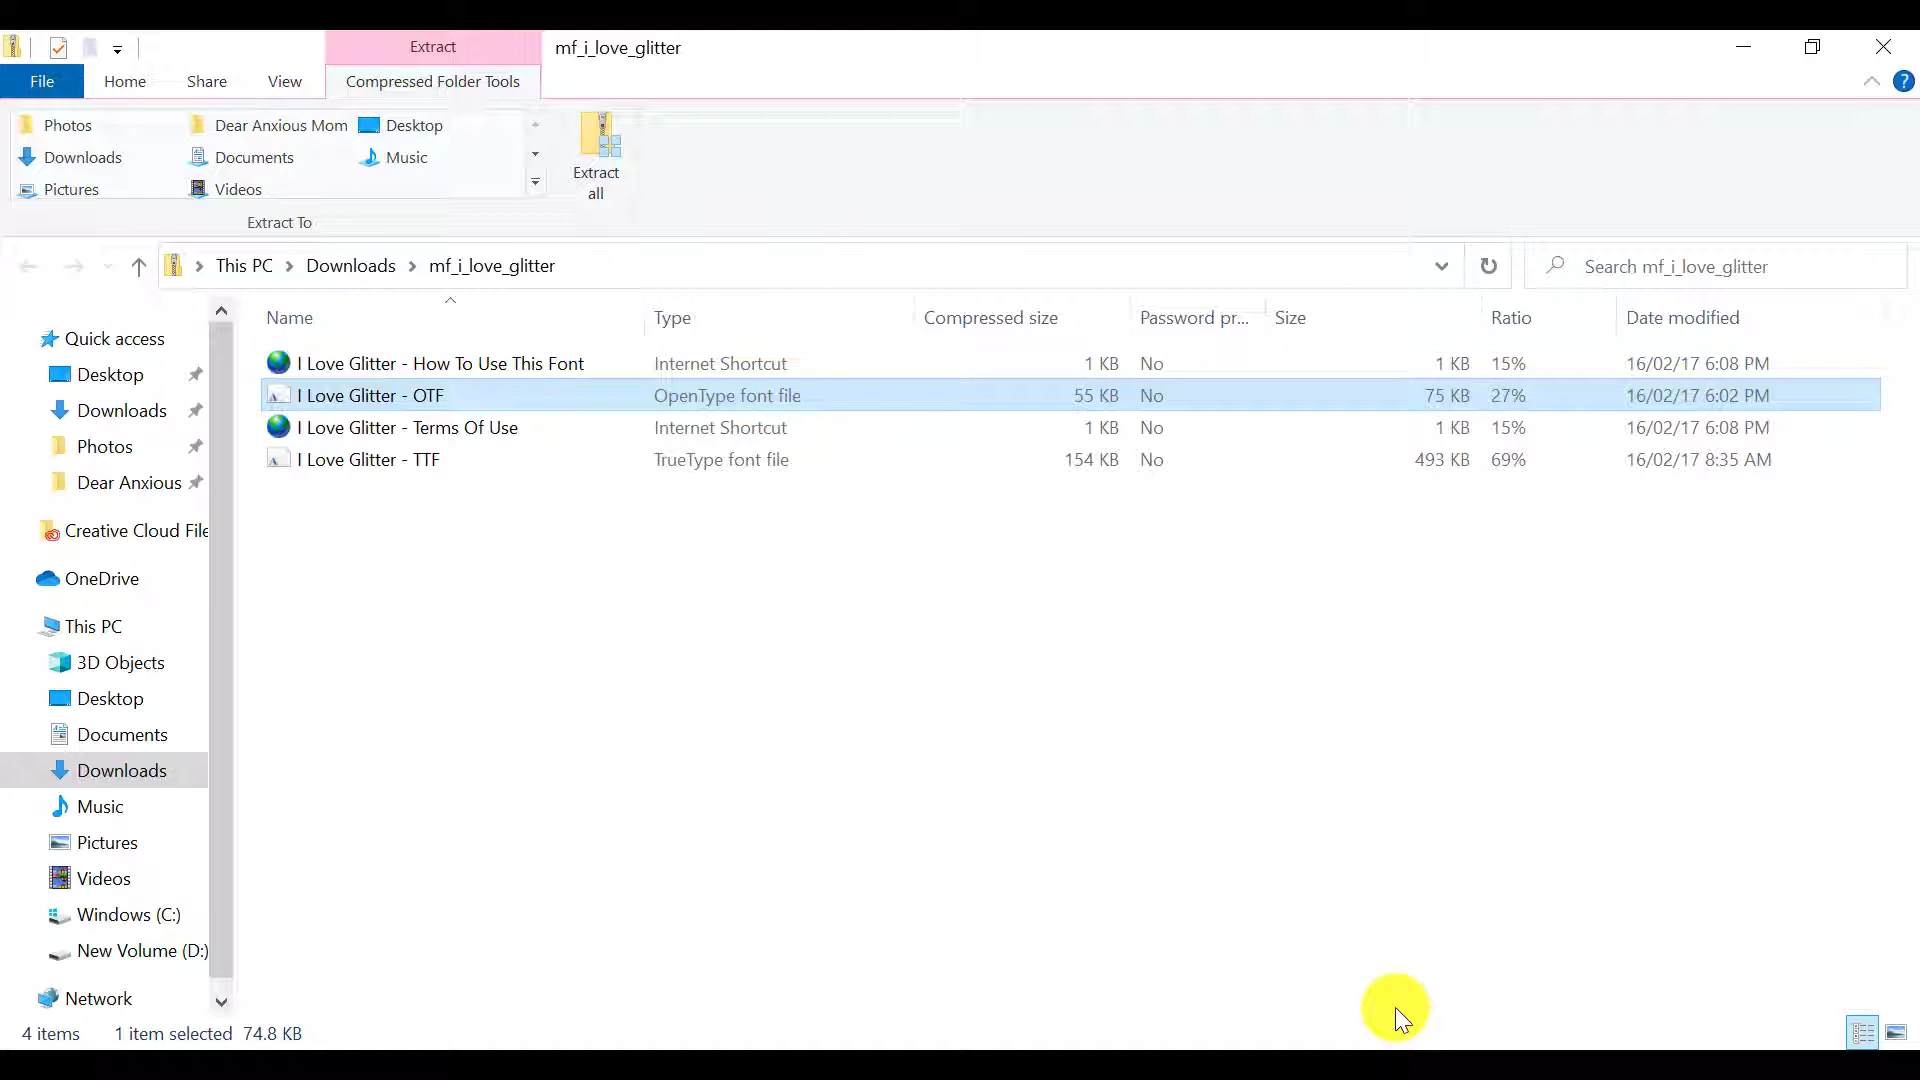 Extract
mf_i_love_glitter
File
Home
Share
View
Compressed Folder Tools
?
Photos
Dear Anxious Mom
Desktop
Downloads
Documents
Music
Pictures
Videos
Extract all
Extract To
This PC
Downloads
mf_i_love_glitter
Search mf_i_love_glitter
Name Type Compressed size Password pr... Size Ratio Date modified
I Love Glitter - How To Use This Font Internet Shortcut 1 KB No 1 KB 15% 16/02/17 6:08 PM
I Love Glitter - OTF OpenType font file 55 KB No 75 KB 27% 16/02/17 6:02 PM
I Love Glitter - Terms Of Use Internet Shortcut 1 KB No 1 KB 15% 16/02/17 6:08 PM
I Love Glitter - TTF TrueType font file 154 KB No 493 KB 69% 16/02/17 8:35 AM
Quick access
Desktop
Downloads
Photos
Dear Anxious
Creative Cloud File
OneDrive
This PC
3D Objects
Desktop
Documents
Downloads
Music
Pictures
Videos
Windows (C:)
New Volume (D:)
Network
4 items 1 item selected 74.8 KB